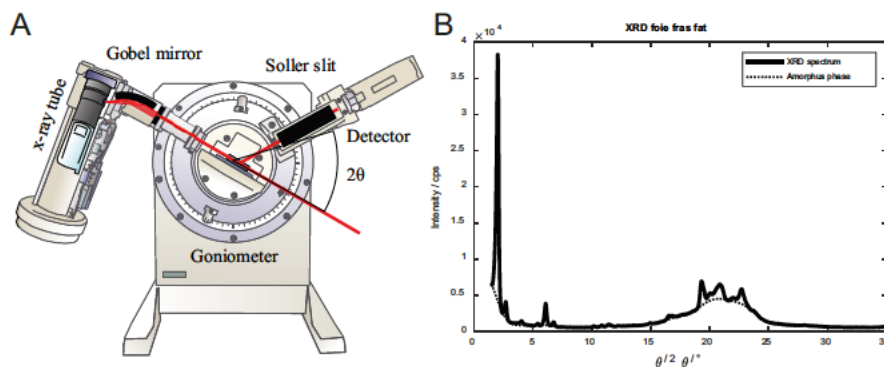 A
Gobel mirror
Soller slit
x-ray tube
Detector
2θ
Goniometer
B
XRD foie fras fat
x 10⁴
XRD spectrum
Amorphus phase
Intensity / cps
4
3.5
3
2.5
2
1.5
1
0.5
0
0 5 10 15 20 25 30 35
θ/2 θ/°